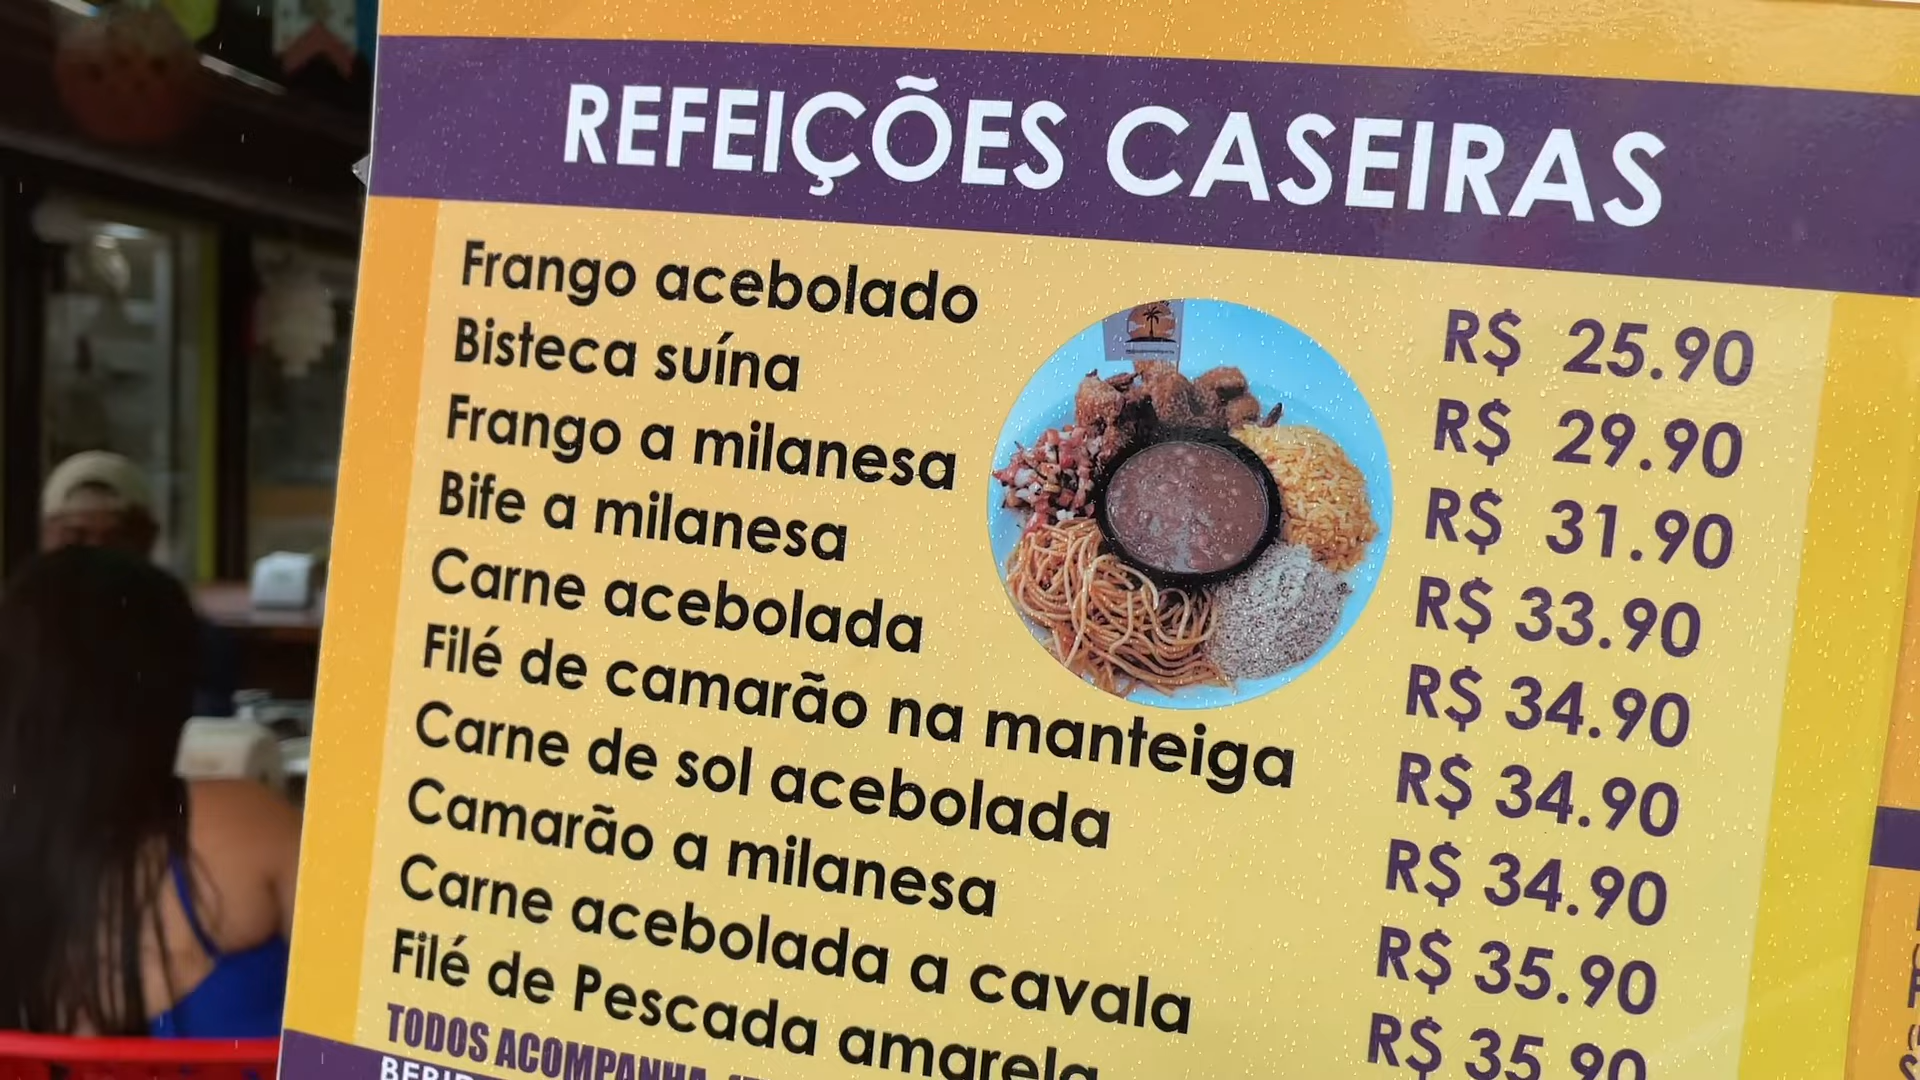 REFEIÇÕES CASEIRAS
Frango acebolado R$ 25.90
Bisteca suína R$ 29.90
Frango a milanesa R$ 31.90
Bife a milanesa R$ 33.90
Carne acebolada R$ 34.90
Filé de camarão na manteiga R$ 34.90
Carne de sol acebolada R$ 34.90
Camarão a milanesa R$ 35.90
Carne acebolada a cavala R$ 35.90
Filé de Pescada amarela
TODOS ACOMPANHA